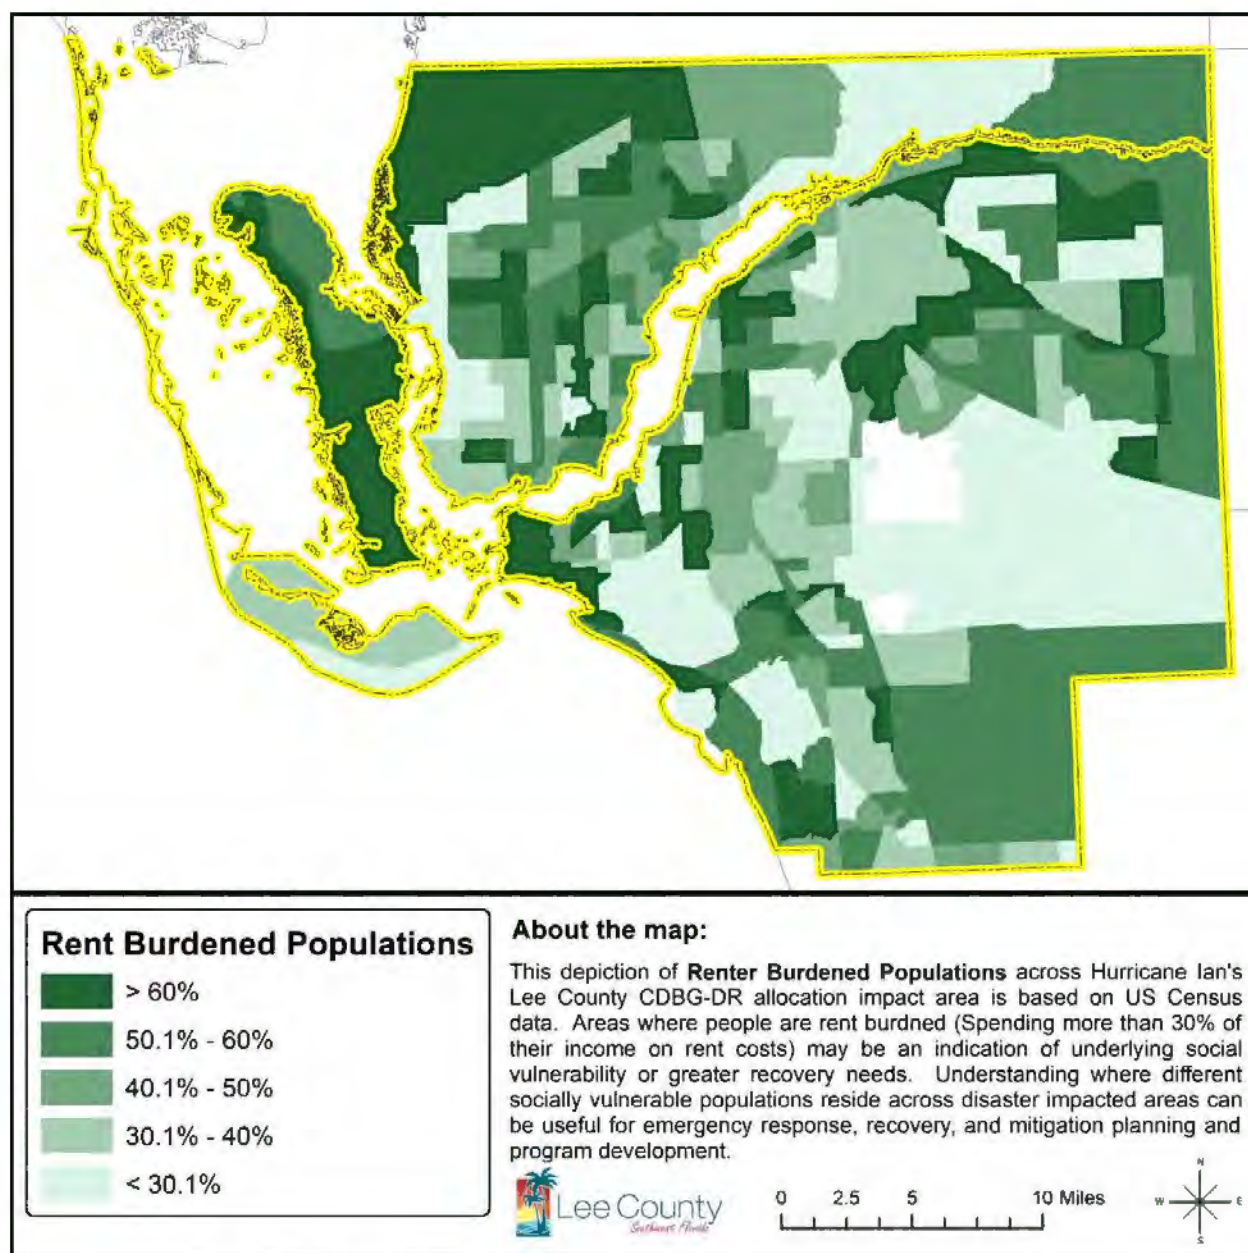 Rent Burdened Populations
> 60%
50.1% - 60%
40.1% - 50%
30.1% - 40%
< 30.1%
About the map:
This depiction of Renter Burdened Populations across Hurricane Ian's
Lee County CDBG-DR allocation impact area is based on US Census
data. Areas where people are rent burdned (Spending more than 30% of
their income on rent costs) may be an indication of underlying social
vulnerability or greater recovery needs. Understanding where different
socially vulnerable populations reside across disaster impacted areas can
be useful for emergency response, recovery, and mitigation planning and
program development.
Lee County
Southwest Florida
0 2.5 5 10 Miles
N
W E
S